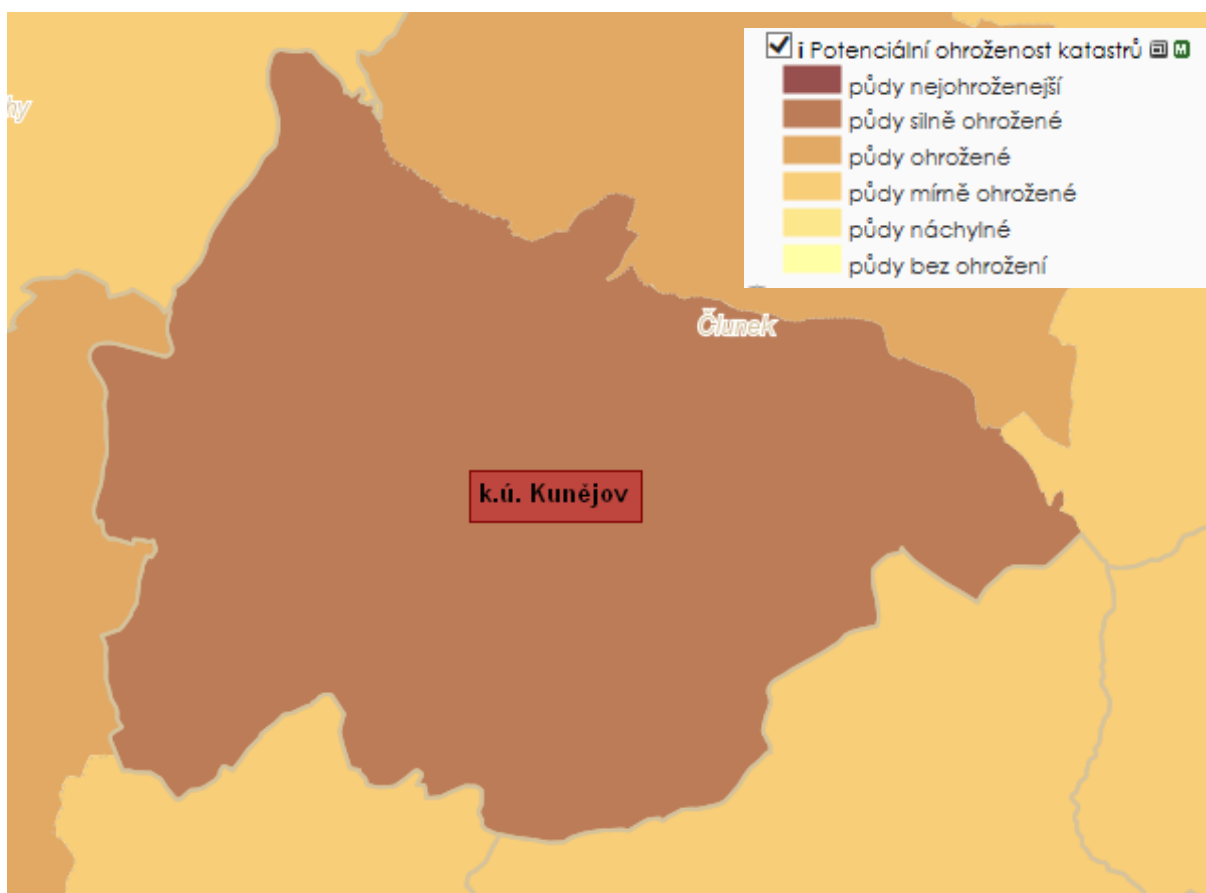 i Potenciální ohroženost katastrů
půdy nejohroženejší
půdy silně ohrožené
půdy ohrožené
půdy mírně ohrožené
půdy náchylné
půdy bez ohrožení
hy
Člunek
k.ú. Kunějov